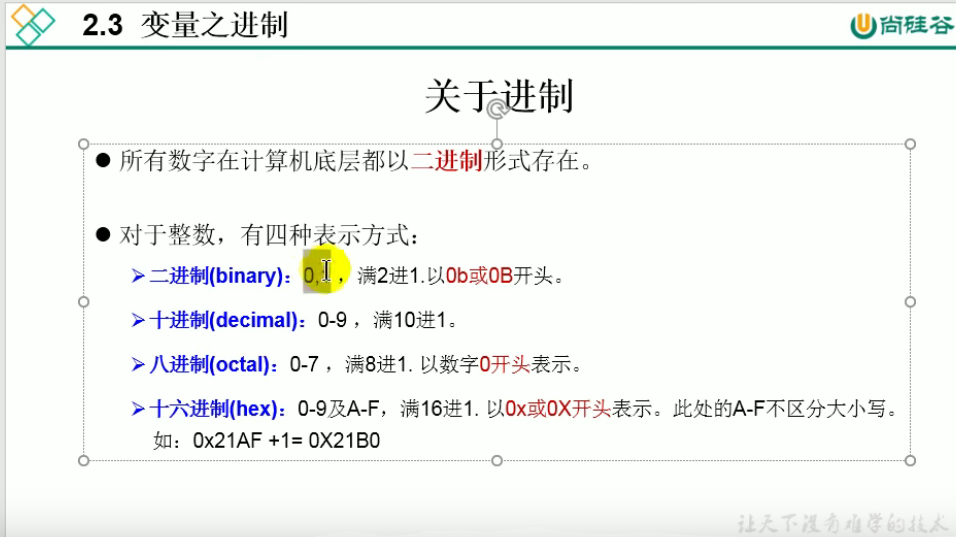 2.3 变量之进制
尚硅谷
关于进制
● 所有数字在计算机底层都以二进制形式存在。
● 对于整数，有四种表示方式：
➢二进制(binary)：0, ，满2进1.以0b或0B开头。
➢十进制(decimal)：0-9 ，满10进1。
➢八进制(octal)：0-7 ，满8进1. 以数字0开头表示。
➢十六进制(hex)：0-9及A-F，满16进1. 以0x或0X开头表示。此处的A-F不区分大小写。
如：0x21AF +1= 0X21B0
让天下没有难学的技术